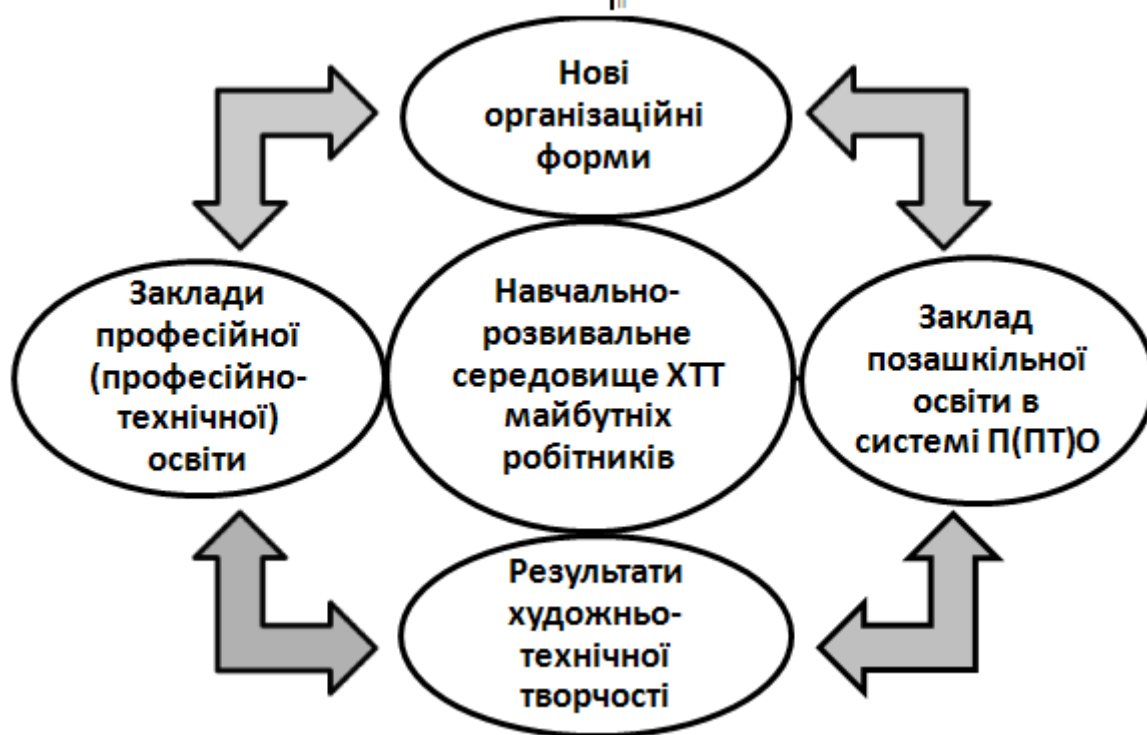 Нові
організаційні
форми
Заклади
професійної
(професійно-
технічної)
освіти
Навчально-
розвивальне
середовище ХТТ
майбутніх
робітників
Заклад
позашкільної
освіти в
системі П(ПТ)О
Результати
художньо-
технічної
творчості